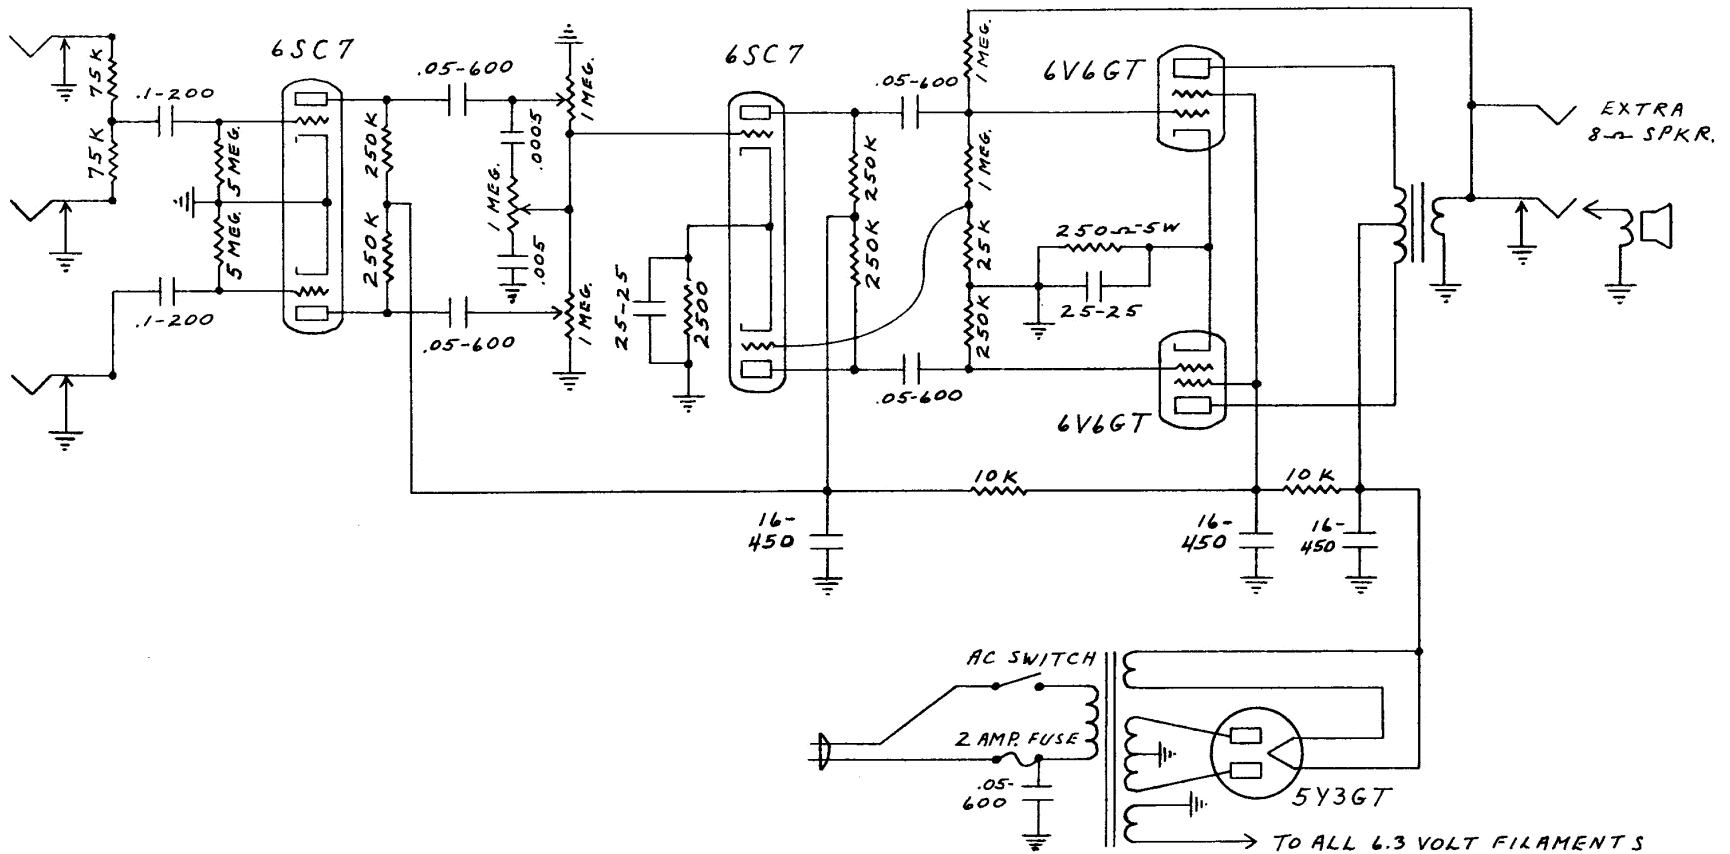 75K
75K
.1-200
5 MEG.
5 MEG.
.1-200
6SC7
250K
250K
.05-600
.05-600
1 MEG.
.0005
1 MEG.
.005
1 MEG.
6SC7
25-25
2500
250K
250K
.05-600
.05-600
1 MEG.
1 MEG.
25K
250K
250Ω-5W
25-25
6V6GT
6V6GT
EXTRA
8Ω SPKR.
10K
10K
16-
450
16-
450
16-
450
AC SWITCH
2 AMP. FUSE
.05-
600
5Y3GT
TO ALL 6.3 VOLT FILAMENTS